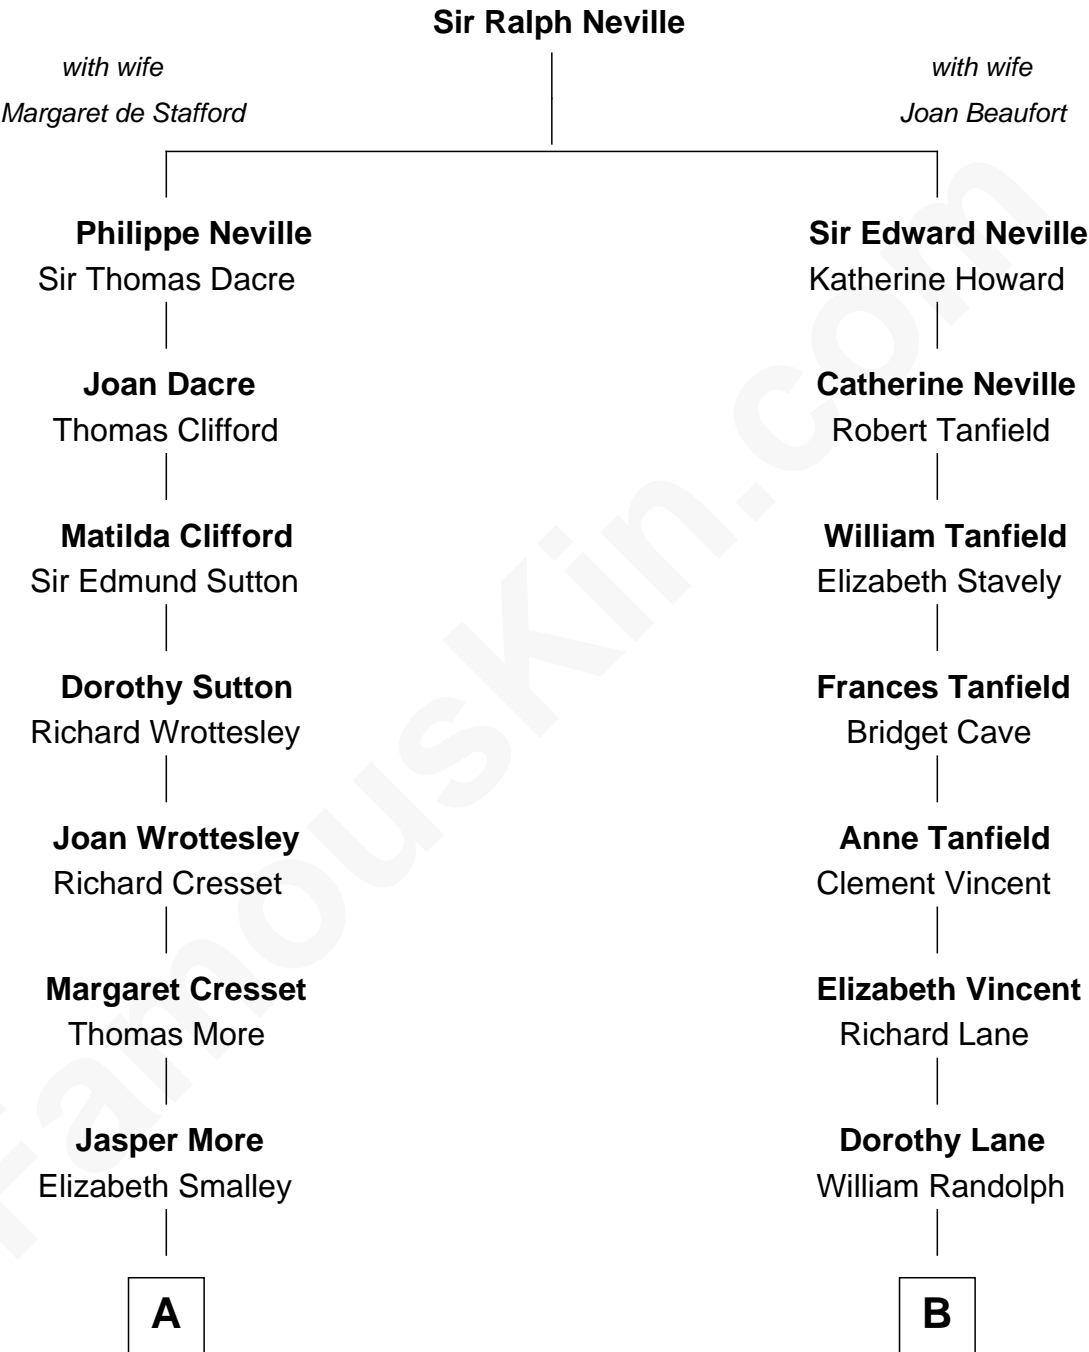 Sir Ralph Neville
with wife
Margaret de Stafford
with wife
Joan Beaufort
Philippe Neville
Sir Thomas Dacre
Joan Dacre
Thomas Clifford
Matilda Clifford
Sir Edmund Sutton
Dorothy Sutton
Richard Wrottesley
Joan Wrottesley
Richard Cresset
Margaret Cresset
Thomas More
Jasper More
Elizabeth Smalley
A
Sir Edward Neville
Katherine Howard
Catherine Neville
Robert Tanfield
William Tanfield
Elizabeth Stavely
Frances Tanfield
Bridget Cave
Anne Tanfield
Clement Vincent
Elizabeth Vincent
Richard Lane
Dorothy Lane
William Randolph
B
FamousKin.com